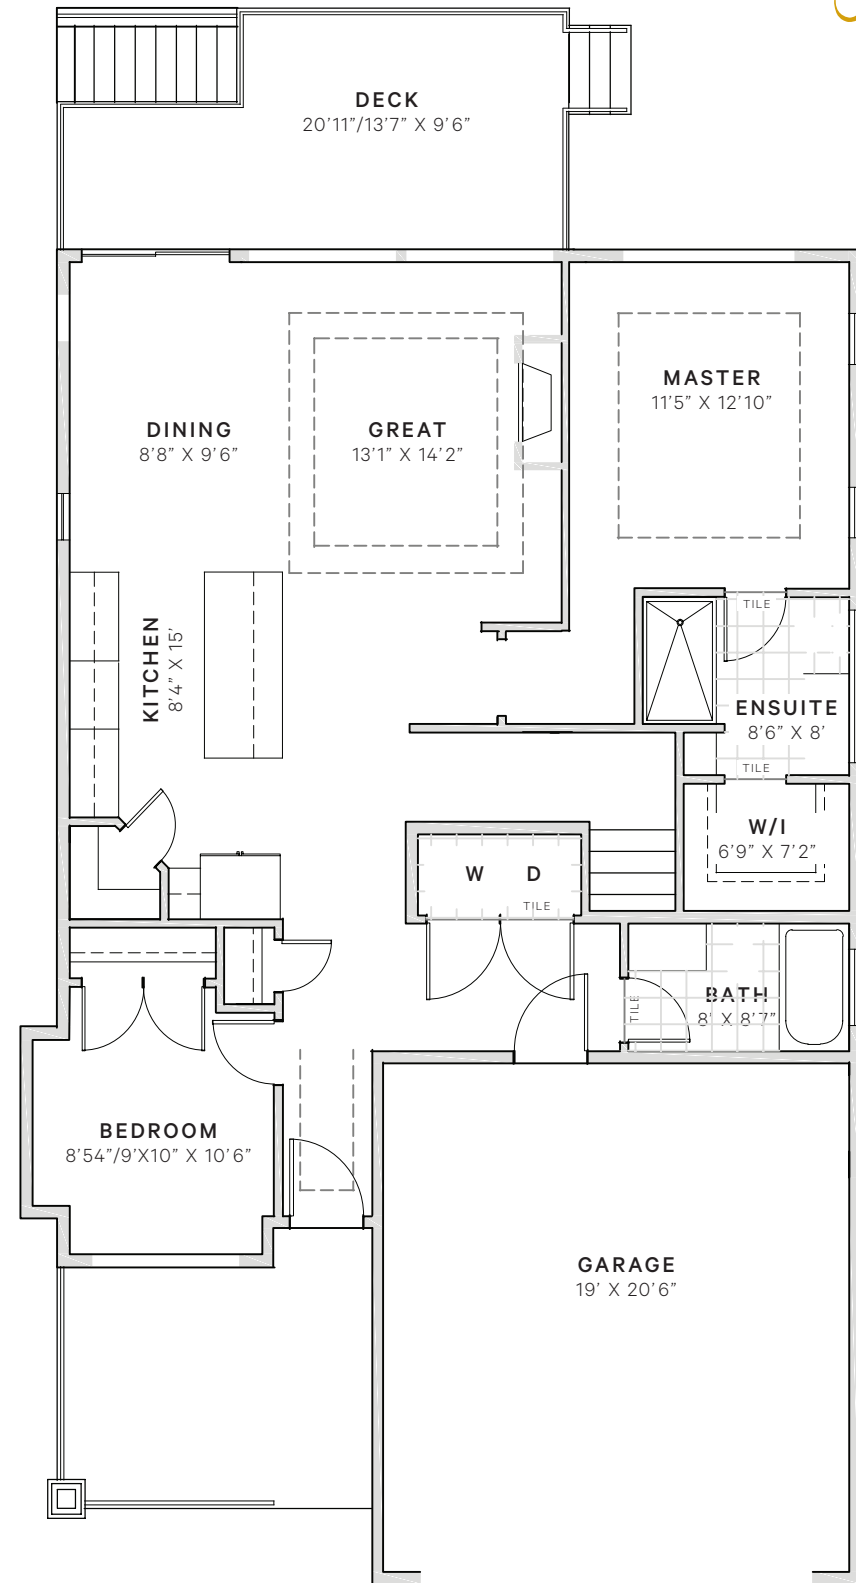 DECK
20’11”/13’7” X 9’6”
MASTER
11’5” X 12’10”
DINING
8’8” X 9’6”
GREAT
13’1” X 14’2”
KITCHEN
8’4” X 15’
TILE
ENSUITE
8’6” X 8’
TILE
W/I
6’9” X 7’2”
W D
TILE
TILE
BATH
8’ X 8’7”
BEDROOM
8’54”/9’X10” X 10’6”
GARAGE
19’ X 20’6”